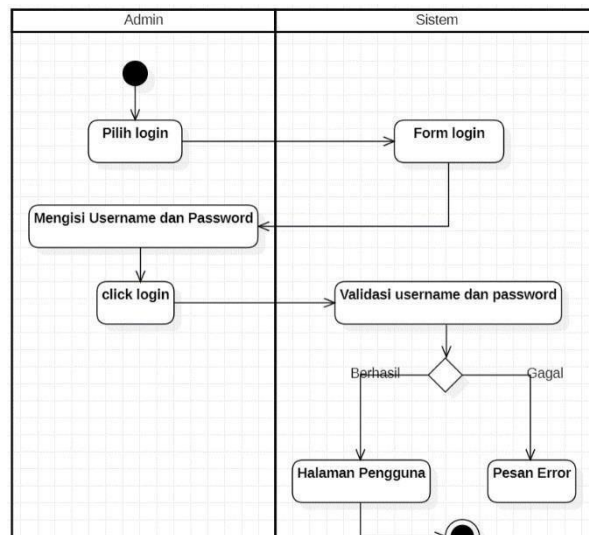 Admin
Sistem
Pilih login
Form login
Mengisi Username dan Password
click login
Validasi username dan password
Berhasil
Gagal
Halaman Pengguna
Pesan Error